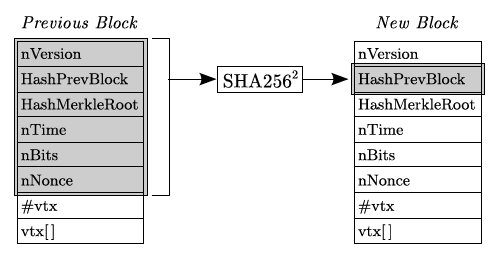 Previous Block
nVersion
HashPrevBlock
HashMerkleRoot
nTime
nBits
nNonce
#vtx
vtx[]
SHA256²
New Block
nVersion
HashPrevBlock
HashMerkleRoot
nTime
nBits
nNonce
#vtx
vtx[]